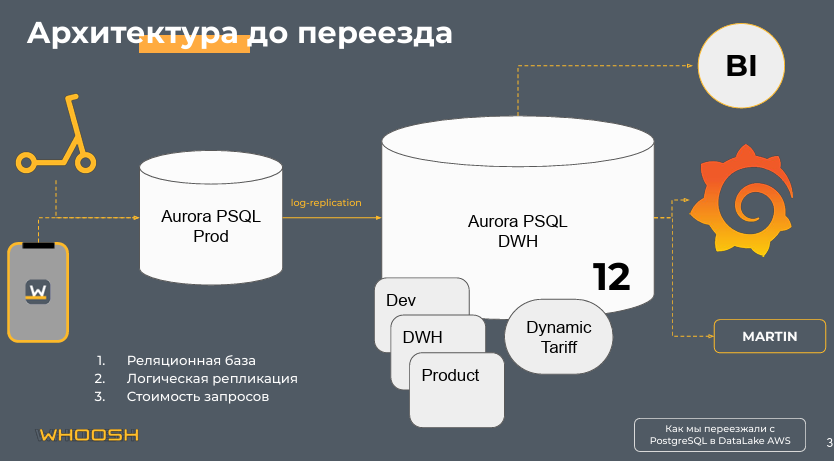 Архитектура до переезда
BI
Aurora PSQL
Prod
log-replication
Aurora PSQL
DWH
12
W
Dev
DWH
Product
Dynamic
Tariff
MARTIN
1. Реляционная база
2. Логическая репликация
3. Стоимость запросов
WHOOSH
Как мы переезжали с
PostgreSQL в DataLake AWS
3